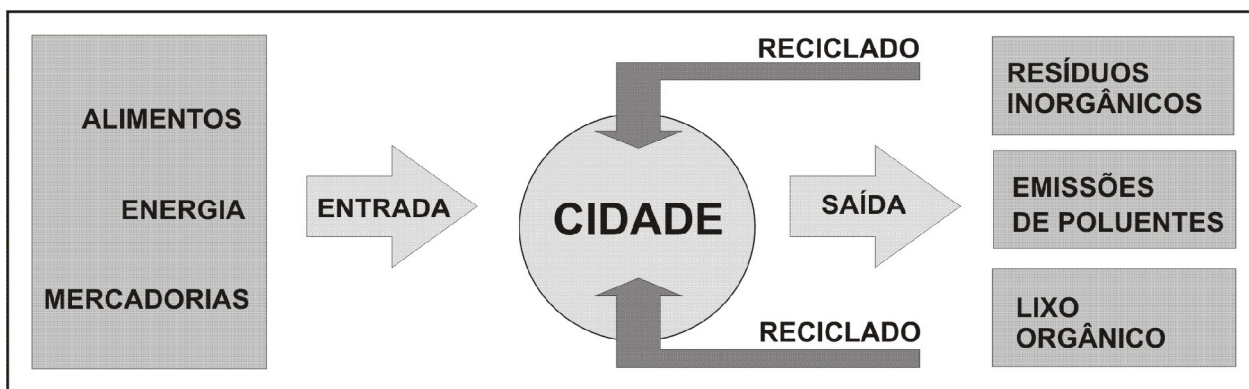 ALIMENTOS
ENERGIA
MERCADORIAS
ENTRADA
RECICLADO
CIDADE
RECICLADO
SAÍDA
RESÍDUOS
INORGÂNICOS
EMISSÕES
DE POLUENTES
LIXO
ORGÂNICO